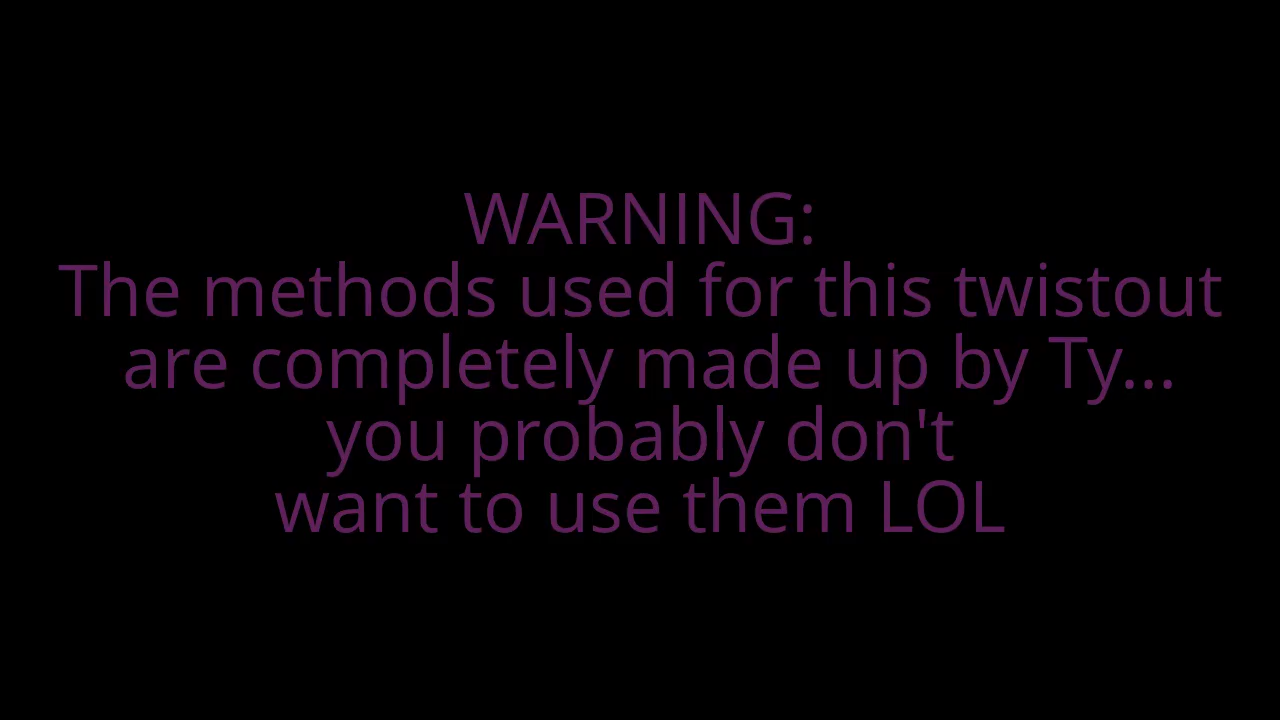 WARNING:
The methods used for this twistout
are completely made up by Ty...
you probably don't
want to use them LOL